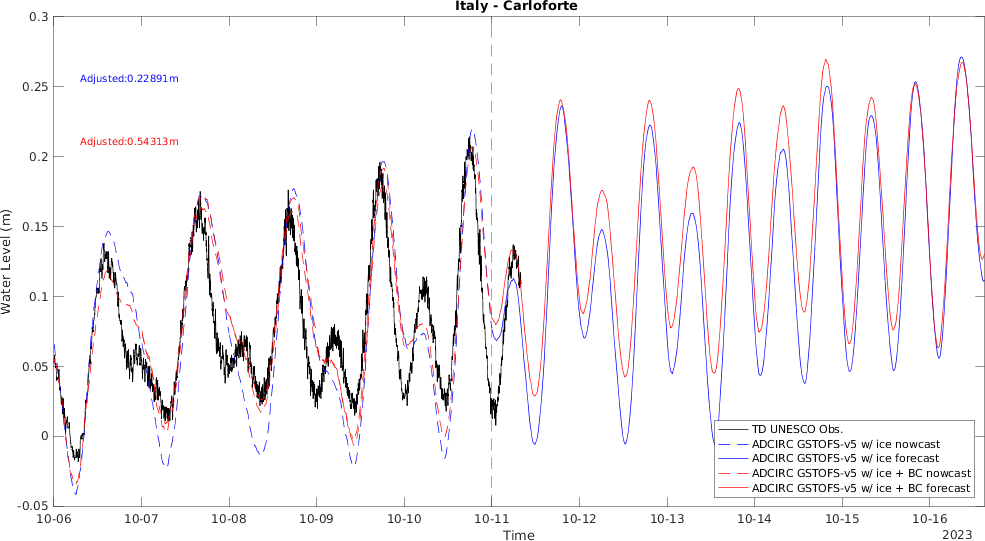 Italy - Carloforte
0.3
0.25
0.2
0.15
0.1
0.05
0
-0.05
Water Level (m)
Adjusted:0.22891m
Adjusted:0.54313m
TD UNESCO Obs.
ADCIRC GSTOFS-v5 w/ ice nowcast
ADCIRC GSTOFS-v5 w/ ice forecast
ADCIRC GSTOFS-v5 w/ ice + BC nowcast
ADCIRC GSTOFS-v5 w/ ice + BC forecast
10-06 10-07 10-08 10-09 10-10 10-11 10-12 10-13 10-14 10-15 10-16
Time
2023